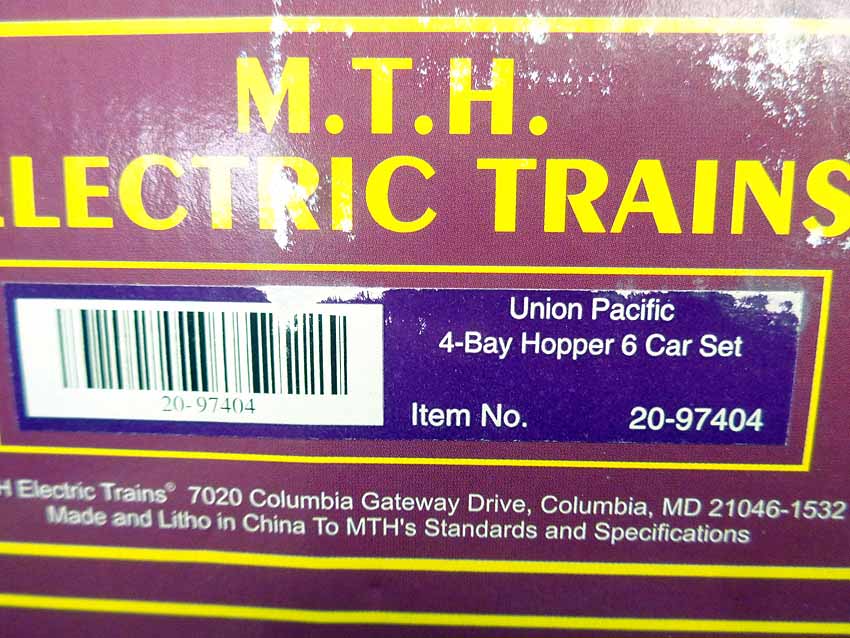 M.T.H.
ELECTRIC TRAINS
Union Pacific
4-Bay Hopper 6 Car Set
20-97404
Item No. 20-97404
H Electric Trains® 7020 Columbia Gateway Drive, Columbia, MD 21046-1532
Made and Litho in China To MTH's Standards and Specifications